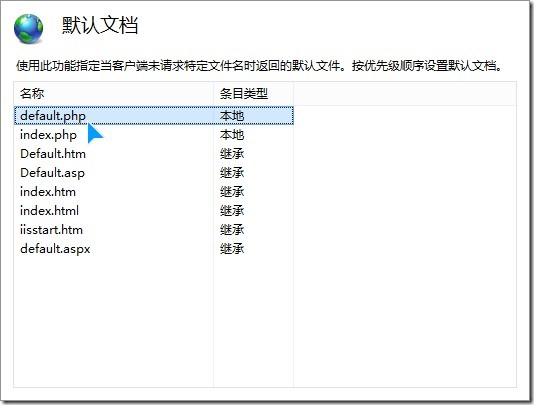 默认文档
使用此功能指定当客户端未请求特定文件名时返回的默认文件。按优先级顺序设置默认文档。
名称 条目类型
default.php 本地
index.php 本地
Default.htm 继承
Default.asp 继承
index.htm 继承
index.html 继承
iisstart.htm 继承
default.aspx 继承